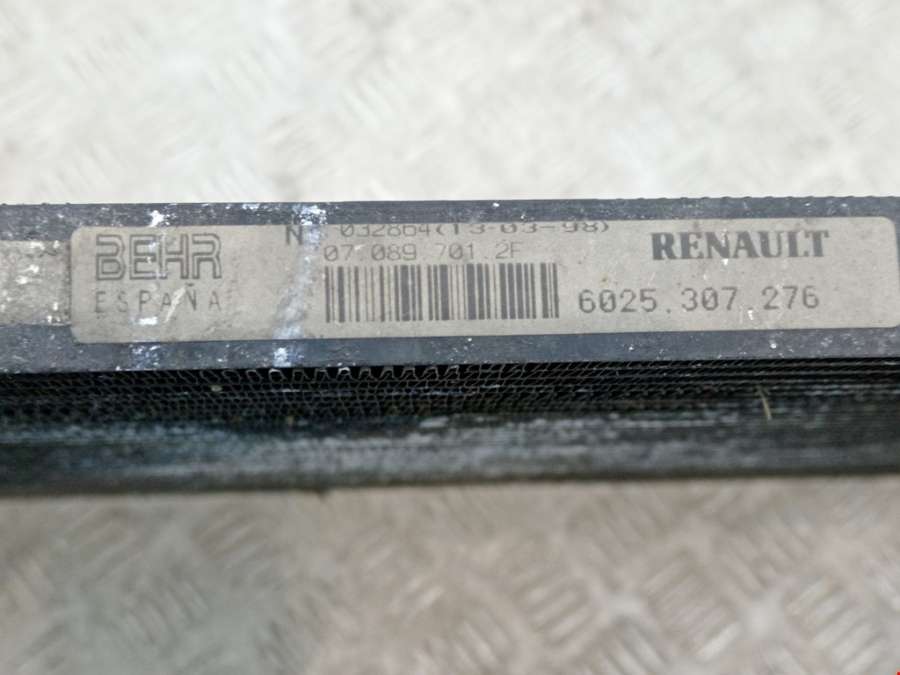 BEHR
ESPAÑA
N 032864(13-03-98)
07.089 701.2F
RENAULT
6025.307.276